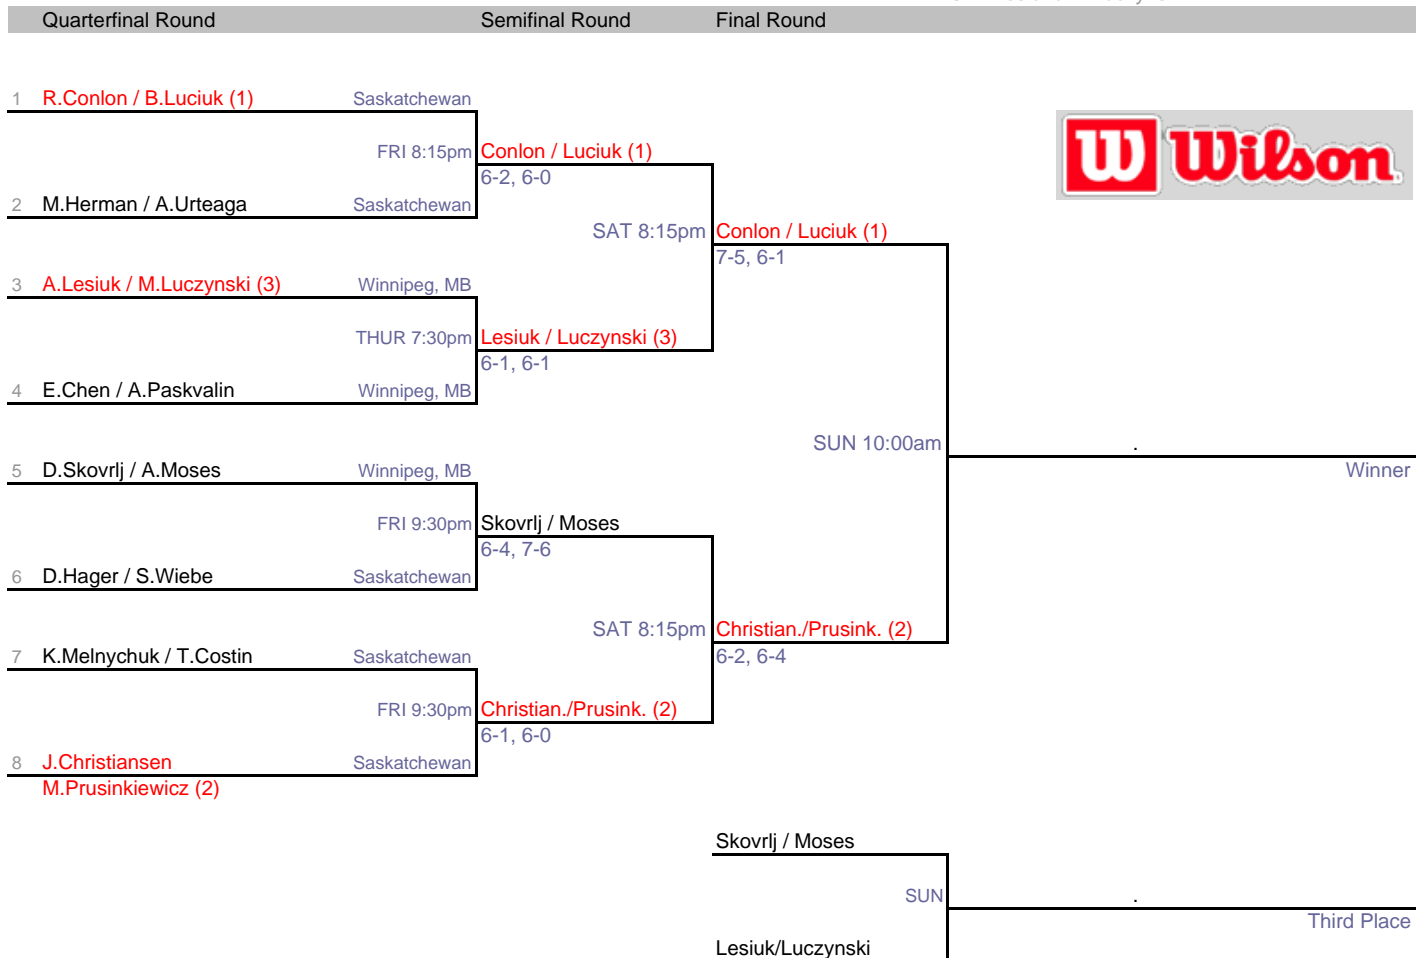 Quarterfinal Round Semifinal Round Final Round
1 R.Conlon / B.Luciuk (1) Saskatchewan
FRI 8:15pm Conlon / Luciuk (1)
6-2, 6-0
2 M.Herman / A.Urteaga Saskatchewan
SAT 8:15pm Conlon / Luciuk (1)
7-5, 6-1
3 A.Lesiuk / M.Luczynski (3) Winnipeg, MB
THUR 7:30pm Lesiuk / Luczynski (3)
6-1, 6-1
4 E.Chen / A.Paskvalin Winnipeg, MB
SUN 10:00am .
Winner
5 D.Skovrlj / A.Moses Winnipeg, MB
FRI 9:30pm Skovrlj / Moses
6-4, 7-6
6 D.Hager / S.Wiebe Saskatchewan
SAT 8:15pm Christian./Prusink. (2)
6-2, 6-4
7 K.Melnychuk / T.Costin Saskatchewan
FRI 9:30pm Christian./Prusink. (2)
6-1, 6-0
8 J.Christiansen Saskatchewan
M.Prusinkiewicz (2)
Skovrlj / Moses
SUN .
Third Place
Lesiuk/Luczynski
W Wilson